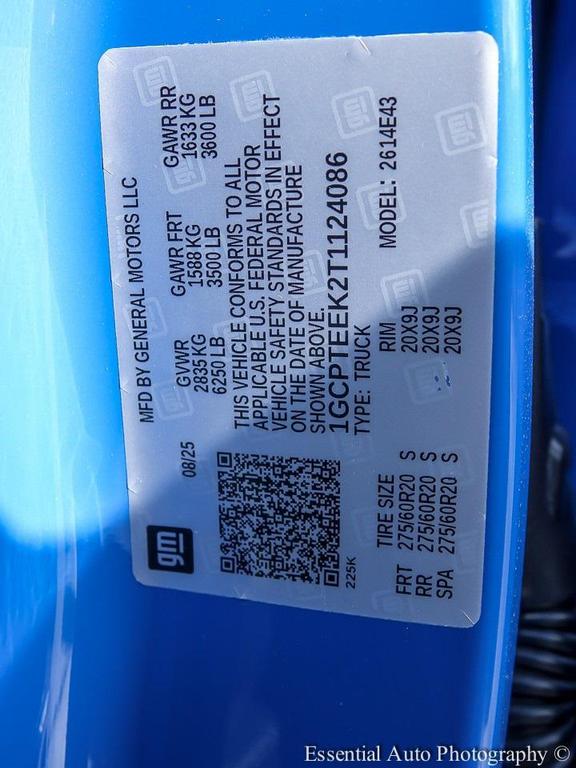 gm
MFD BY GENERAL MOTORS LLC
08/25
GVWR GAWR FRT GAWR RR
2835 KG 1588 KG 1633 KG
6250 LB 3500 LB 3600 LB
THIS VEHICLE CONFORMS TO ALL
APPLICABLE U.S. FEDERAL MOTOR
VEHICLE SAFETY STANDARDS IN EFFECT
ON THE DATE OF MANUFACTURE
SHOWN ABOVE.
1GCPTEEK2T1124086
TYPE: TRUCK MODEL: 2614E43
225K
TIRE SIZE RIM
FRT 275/60R20 S 20X9J
RR 275/60R20 S 20X9J
SPA 275/60R20 S 20X9J
Essential Auto Photography ©